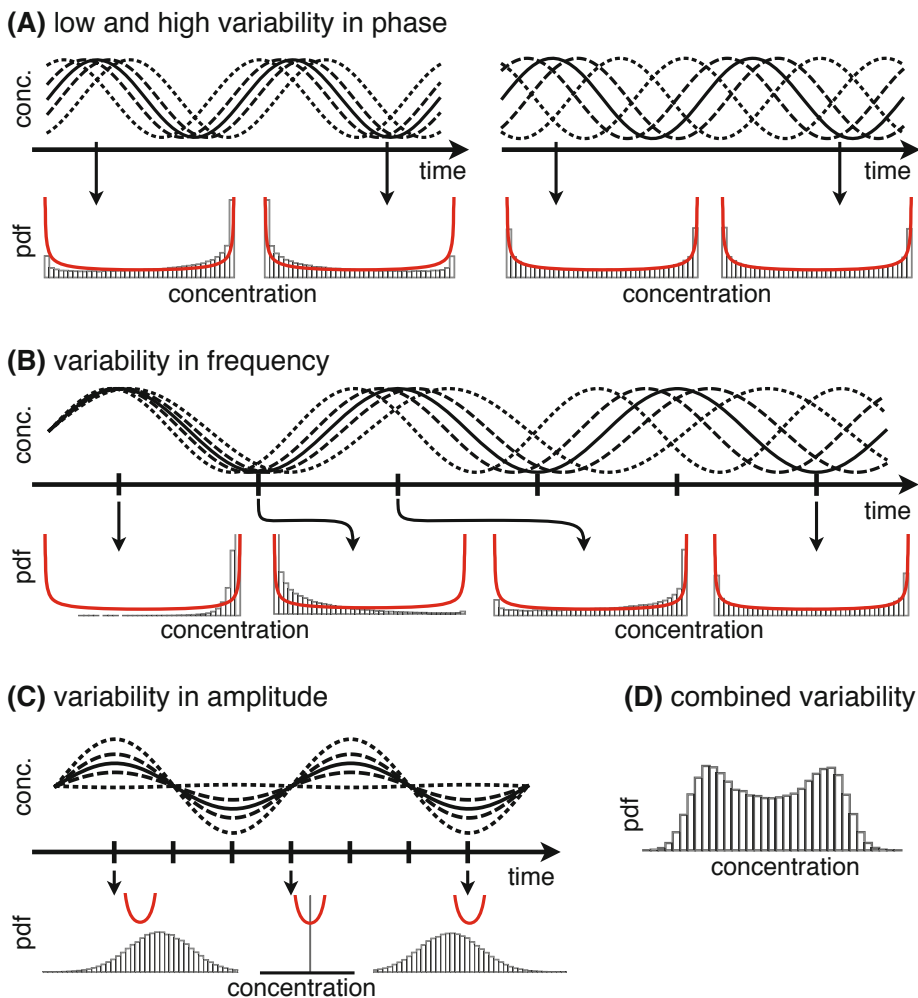 (A) low and high variability in phase
conc.
time
time
pdf
concentration
concentration
(B) variability in frequency
conc.
time
pdf
concentration
concentration
(C) variability in amplitude
conc.
time
pdf
concentration
(D) combined variability
pdf
concentration